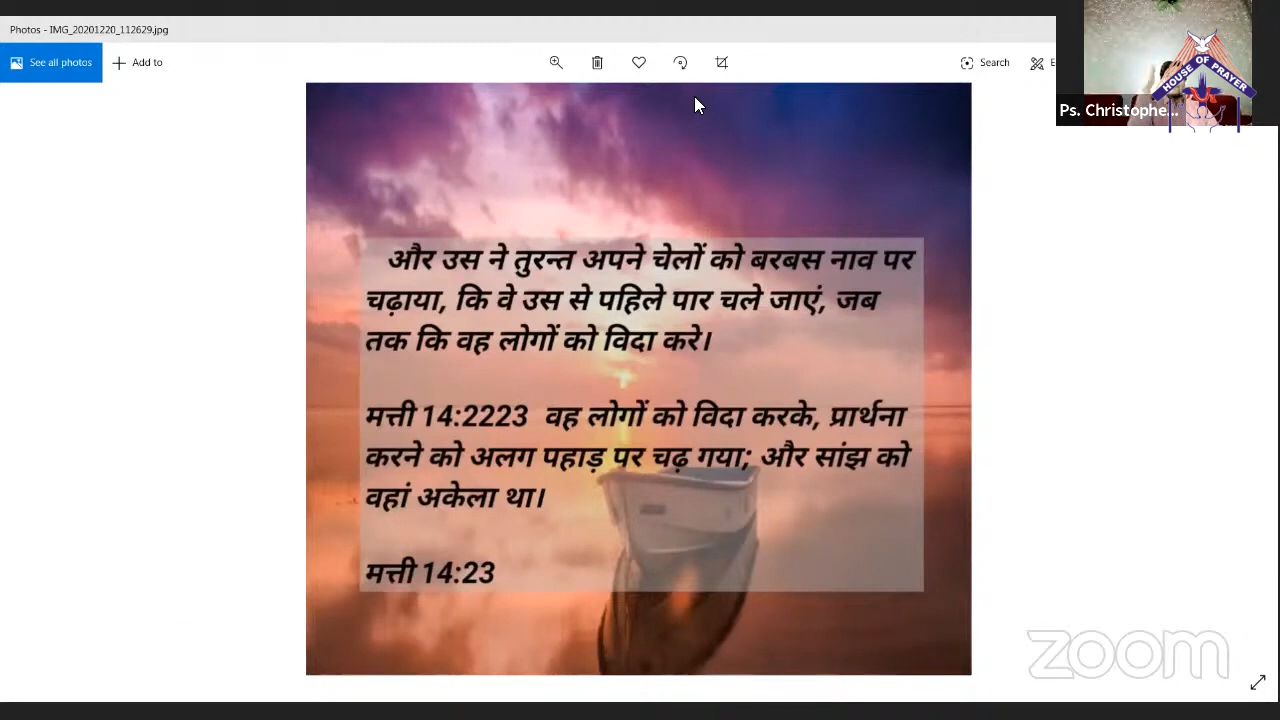 Photos - IMG_20201220_112629.jpg
See all photos
Add to
Search
HOUSE OF PRAYER
Ps. Christophe...
और उस ने तुरन्त अपने चेलों को बरबस नाव पर
चढ़ाया, कि वे उस से पहिले पार चले जाएं, जब
तक कि वह लोगों को विदा करे।
मत्ती 14:2223 वह लोगों को विदा करके, प्रार्थना
करने को अलग पहाड़ पर चढ़ गया; और सांझ को
वहां अकेला था।
मत्ती 14:23
zoom